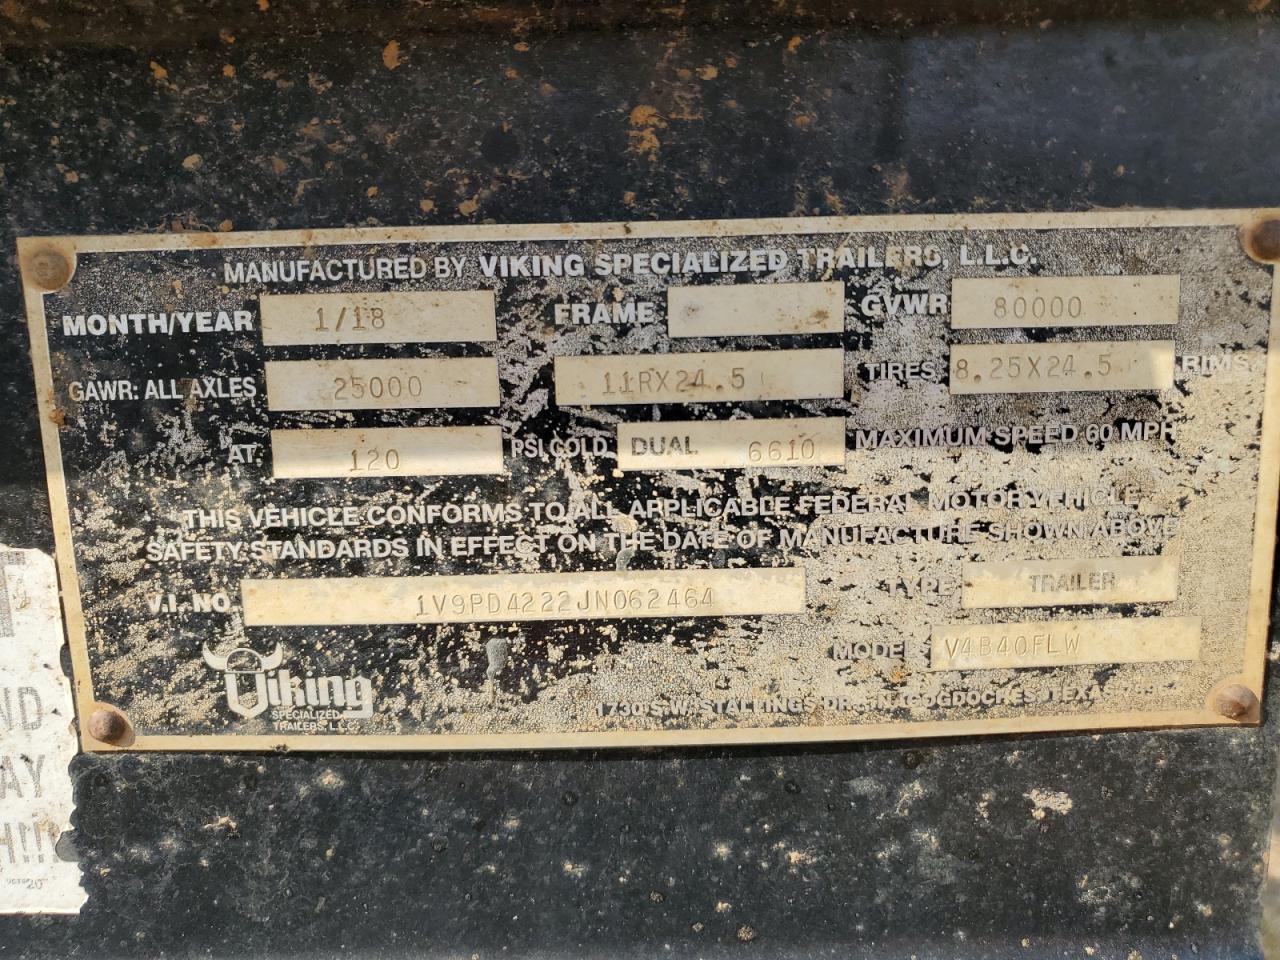 MANUFACTURED BY VIKING SPECIALIZED TRAILERS, L.L.C.
MONTH/YEAR 1/18 FRAME GVWR 80000
GAWR: ALL AXLES 25000 11RX24.5 TIRES 8.25X24.5 RIMS
AT. 120 PSI COLD DUAL 6610 MAXIMUM SPEED 60 MPH
THIS VEHICLE CONFORMS TO ALL APPLICABLE FEDERAL MOTOR VEHICLE
SAFETY STANDARDS IN EFFECT ON THE DATE OF MANUFACTURE SHOWN ABOVE
V.I. NO. 1V9PD4222JN062464 TYPE TRAILER
MODEL V4B40FLW
Viking
SPECIALIZED
TRAILERS, L.L.C.
1730 S.W. STALLINGS DR. NACOGDOCHES, TEXAS
ND
AY
H!!!